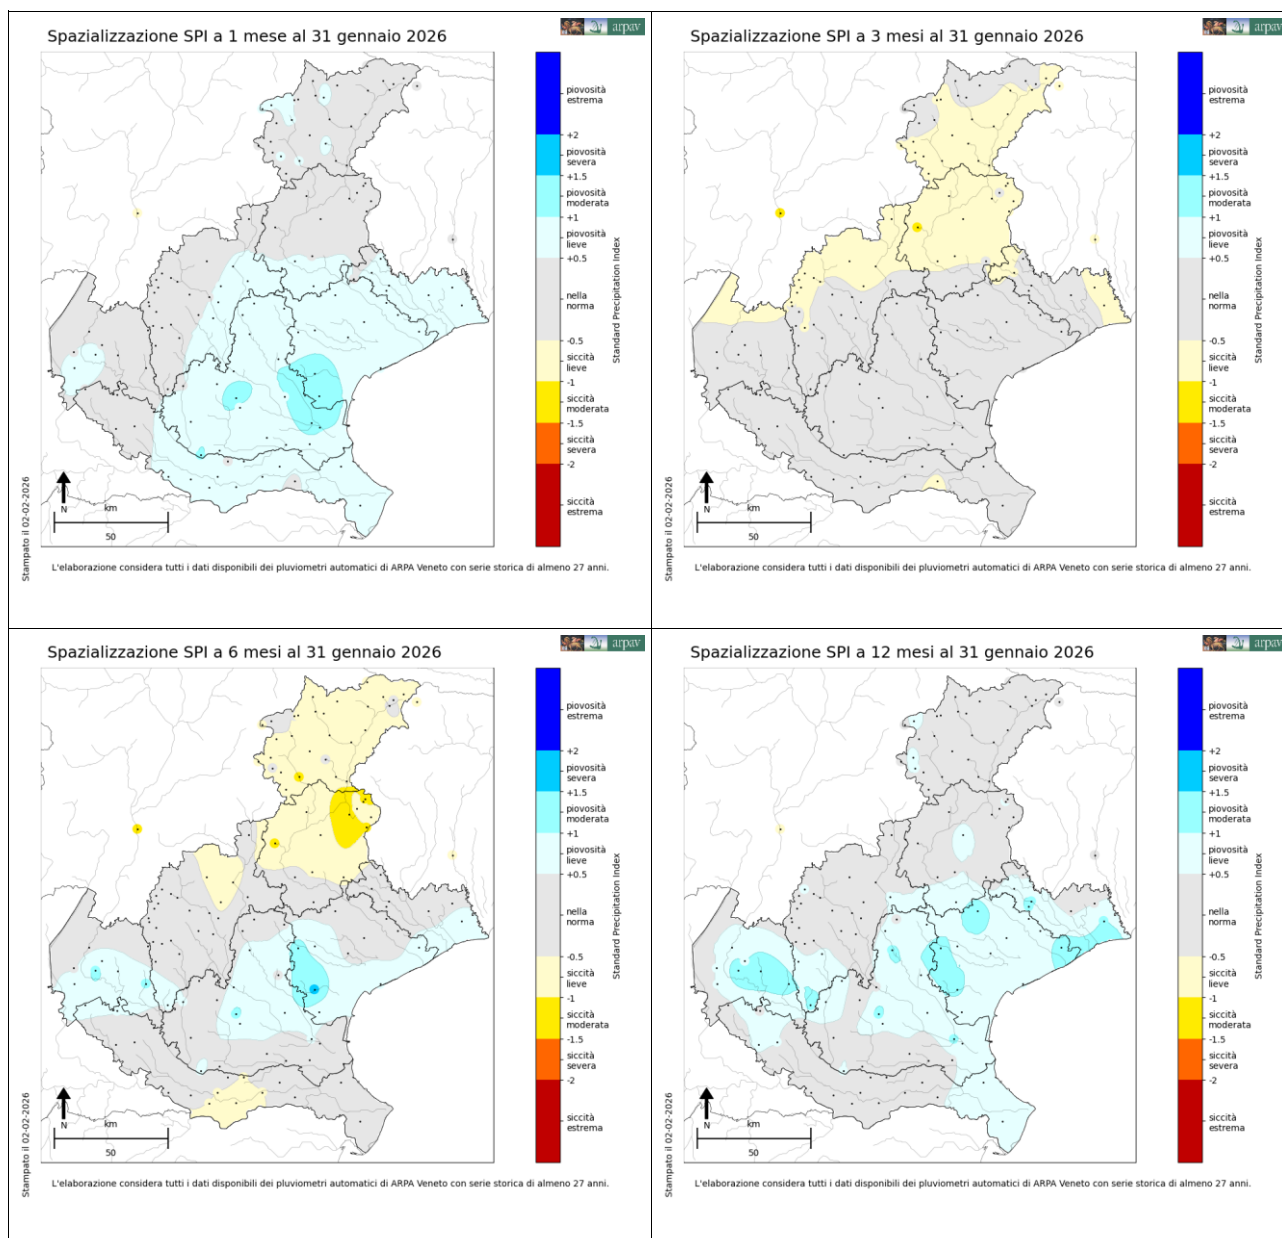 arpav
Spazializzazione SPI a 1 mese al 31 gennaio 2026
piovosità
estrema
+2
piovosità
severa
+1.5
piovosità
moderata
+1
piovosità
lieve
+0.5
nella
norma
-0.5
siccità
lieve
-1
siccità
moderata
-1.5
siccità
severa
-2
siccità
estrema
Standard Precipitation Index
Stampato il 02-02-2026
N
km
50
L'elaborazione considera tutti i dati disponibili dei pluviometri automatici di ARPA Veneto con serie storica di almeno 27 anni.
arpav
Spazializzazione SPI a 3 mesi al 31 gennaio 2026
piovosità
estrema
+2
piovosità
severa
+1.5
piovosità
moderata
+1
piovosità
lieve
+0.5
nella
norma
-0.5
siccità
lieve
-1
siccità
moderata
-1.5
siccità
severa
-2
siccità
estrema
Standard Precipitation Index
Stampato il 02-02-2026
N
km
50
L'elaborazione considera tutti i dati disponibili dei pluviometri automatici di ARPA Veneto con serie storica di almeno 27 anni.
arpav
Spazializzazione SPI a 6 mesi al 31 gennaio 2026
piovosità
estrema
+2
piovosità
severa
+1.5
piovosità
moderata
+1
piovosità
lieve
+0.5
nella
norma
-0.5
siccità
lieve
-1
siccità
moderata
-1.5
siccità
severa
-2
siccità
estrema
Standard Precipitation Index
Stampato il 02-02-2026
N
km
50
L'elaborazione considera tutti i dati disponibili dei pluviometri automatici di ARPA Veneto con serie storica di almeno 27 anni.
arpav
Spazializzazione SPI a 12 mesi al 31 gennaio 2026
piovosità
estrema
+2
piovosità
severa
+1.5
piovosità
moderata
+1
piovosità
lieve
+0.5
nella
norma
-0.5
siccità
lieve
-1
siccità
moderata
-1.5
siccità
severa
-2
siccità
estrema
Standard Precipitation Index
Stampato il 02-02-2026
N
km
50
L'elaborazione considera tutti i dati disponibili dei pluviometri automatici di ARPA Veneto con serie storica di almeno 27 anni.